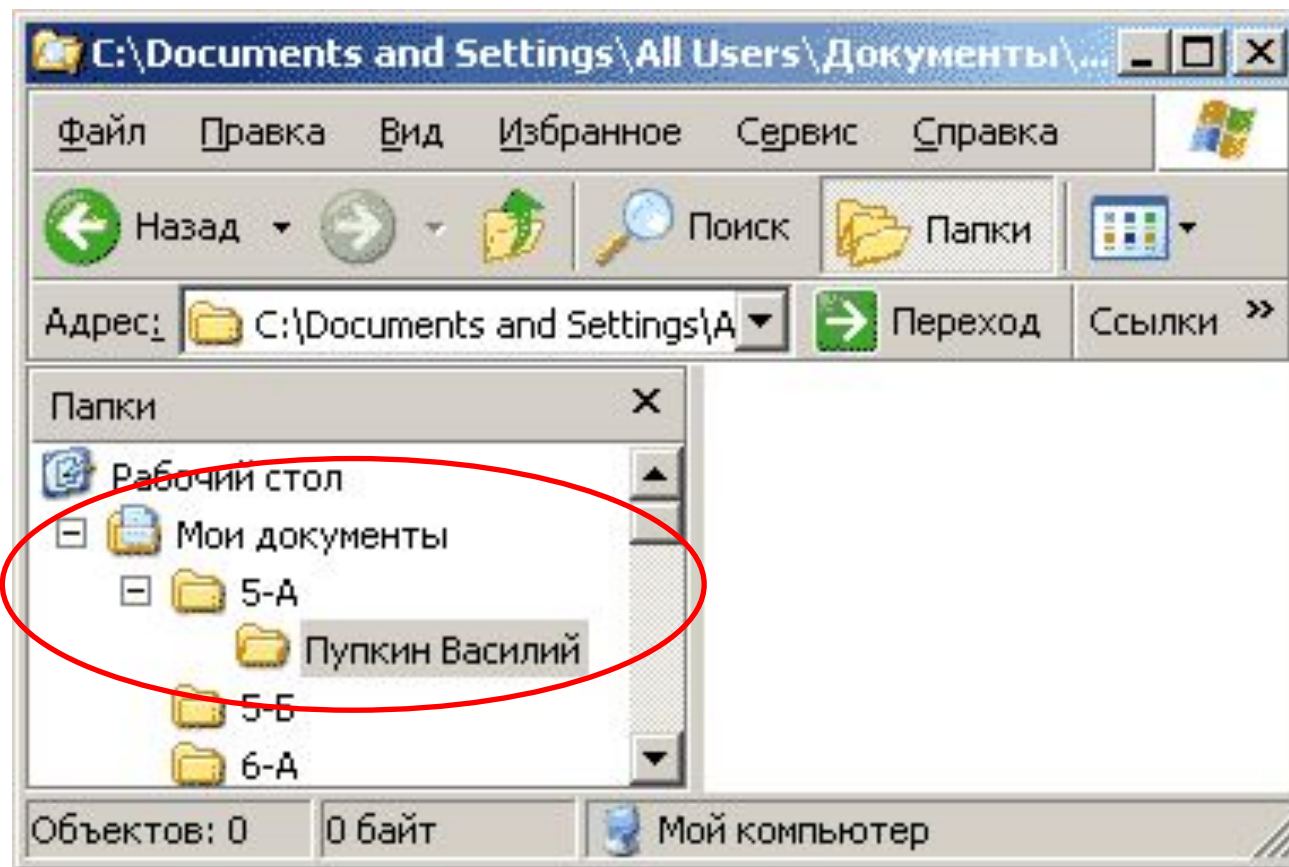 C:\Documents and Settings\All Users\Документы\...
Файл Правка Вид Избранное Сервис Справка
Назад Поиск Папки
Адрес: C:\Documents and Settings\A Переход Ссылки »
Папки
Рабочий стол
Мои документы
5-А
Пупкин Василий
5-Б
6-А
Объектов: 0 0 байт Мой компьютер